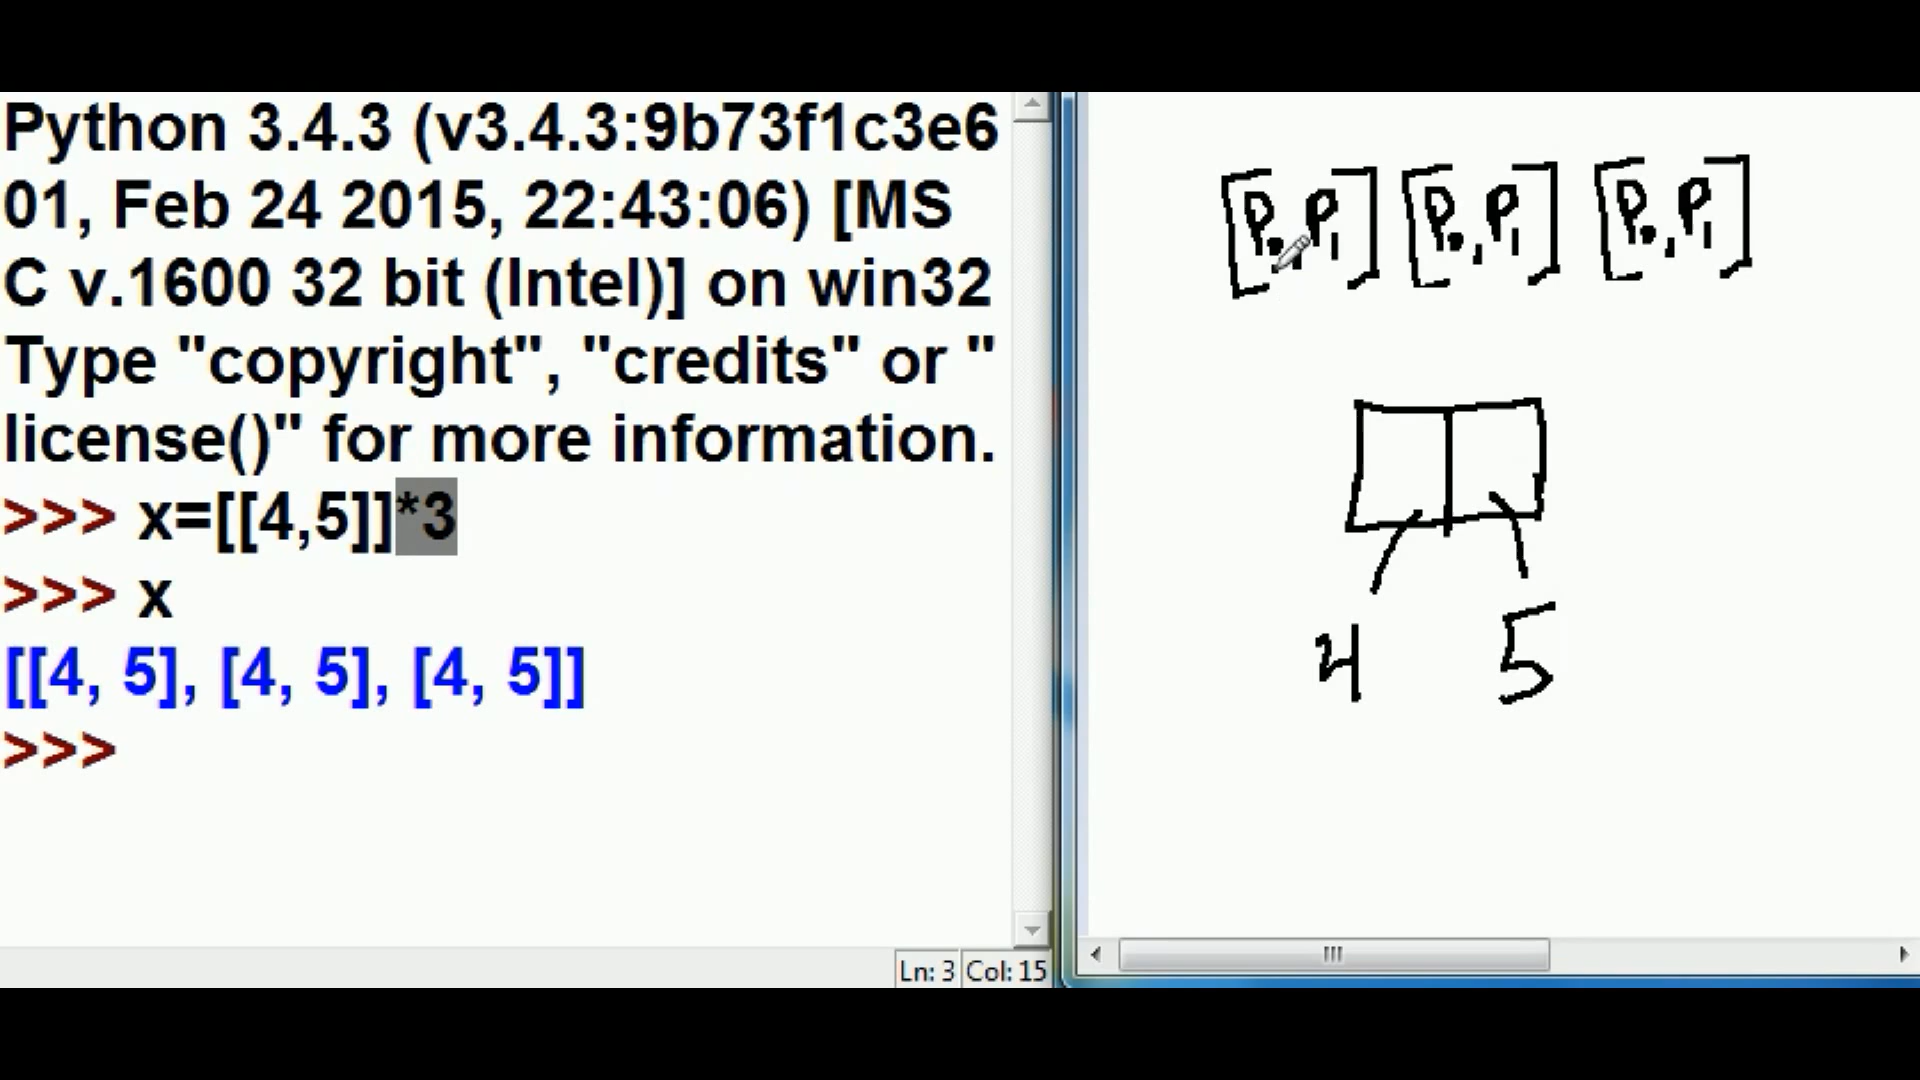 Python 3.4.3 (v3.4.3:9b73f1c3e6
01, Feb 24 2015, 22:43:06) [MS
C v.1600 32 bit (Intel)] on win32
Type "copyright", "credits" or "
license()" for more information.
>>> x=[[4,5]]*3
>>> x
[[4, 5], [4, 5], [4, 5]]
>>>
Ln: 3 Col: 15
[P0, P1] [P0, P1] [P0, P1]
4 5